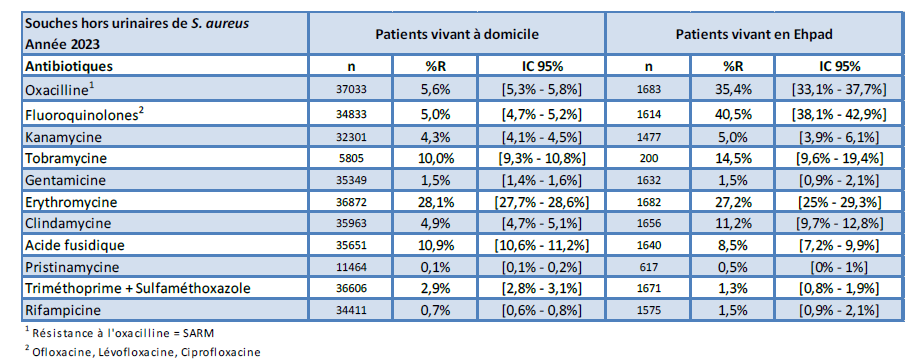 Souches hors urinaires de S. aureus
Année 2023
Patients vivant à domicile Patients vivant en Ehpad
Antibiotiques n %R IC 95% n %R IC 95%
Oxacilline¹ 37033 5,6% [5,3% - 5,8%] 1683 35,4% [33,1% - 37,7%]
Fluoroquinolones² 34833 5,0% [4,7% - 5,2%] 1614 40,5% [38,1% - 42,9%]
Kanamycine 32301 4,3% [4,1% - 4,5%] 1477 5,0% [3,9% - 6,1%]
Tobramycine 5805 10,0% [9,3% - 10,8%] 200 14,5% [9,6% - 19,4%]
Gentamicine 35349 1,5% [1,4% - 1,6%] 1632 1,5% [0,9% - 2,1%]
Erythromycine 36872 28,1% [27,7% - 28,6%] 1682 27,2% [25% - 29,3%]
Clindamycine 35963 4,9% [4,7% - 5,1%] 1656 11,2% [9,7% - 12,8%]
Acide fusidique 35651 10,9% [10,6% - 11,2%] 1640 8,5% [7,2% - 9,9%]
Pristinamycine 11464 0,1% [0,1% - 0,2%] 617 0,5% [0% - 1%]
Triméthoprime + Sulfaméthoxazole 36606 2,9% [2,8% - 3,1%] 1671 1,3% [0,8% - 1,9%]
Rifampicine 34411 0,7% [0,6% - 0,8%] 1575 1,5% [0,9% - 2,1%]
¹ Résistance à l'oxacilline = SARM
² Ofloxacine, Lévofloxacine, Ciprofloxacine